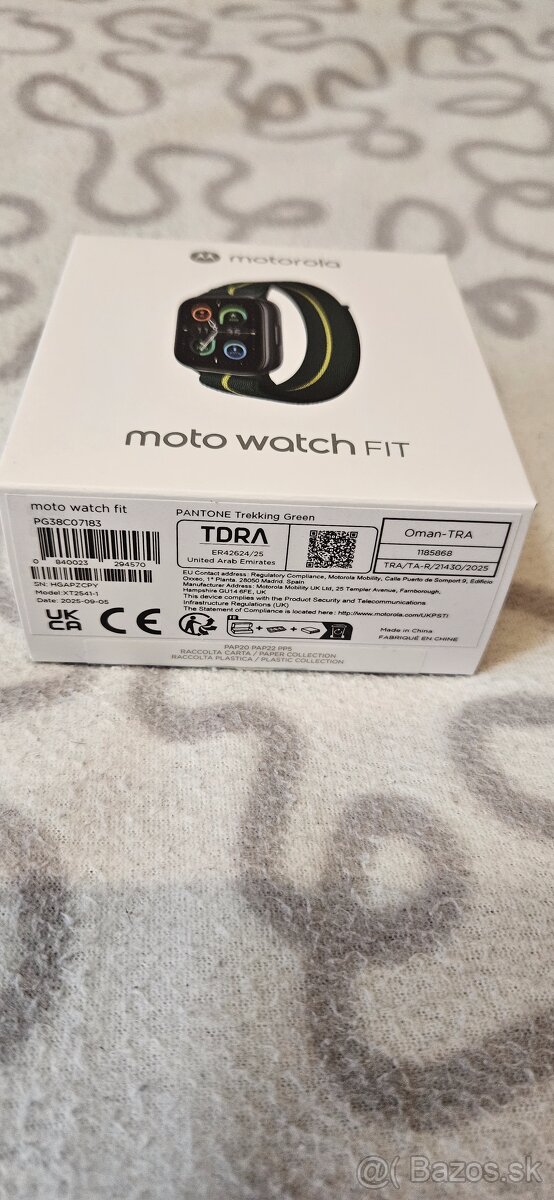 motorola
moto watch FIT
moto watch fit
PG38C07183
0 840023 294570
SN: HGAPZCPY
Model:XT2541-1
Date: 2025-09-05
UK
CA
CE
PANTONE Trekking Green
TDRA
ER42624/25
United Arab Emirates
Oman-TRA
1185868
TRA/TA-R/21430/2025
EU Contact address: Regulatory Compliance, Motorola Mobility, Calle Puerto de Somport 9, Edificio
Oxxeo, 1ª Planta, 28050 Madrid, Spain
Manufacturer Address: Motorola Mobility UK Ltd, 25 Templer Avenue, Farnborough,
Hampshire GU14 6FE, UK
This device complies with the Product Security and Telecommunications
Infrastructure Regulations (UK)
The Statement of Compliance is located here: http://www.motorola.com/UKPSTI
Made in China
FABRIQUÉ EN CHINE
PAP20 PAP22 PP5
RACCOLTA CARTA / PAPER COLLECTION
RACCOLTA PLASTICA / PLASTIC COLLECTION
@( Bazos.sk